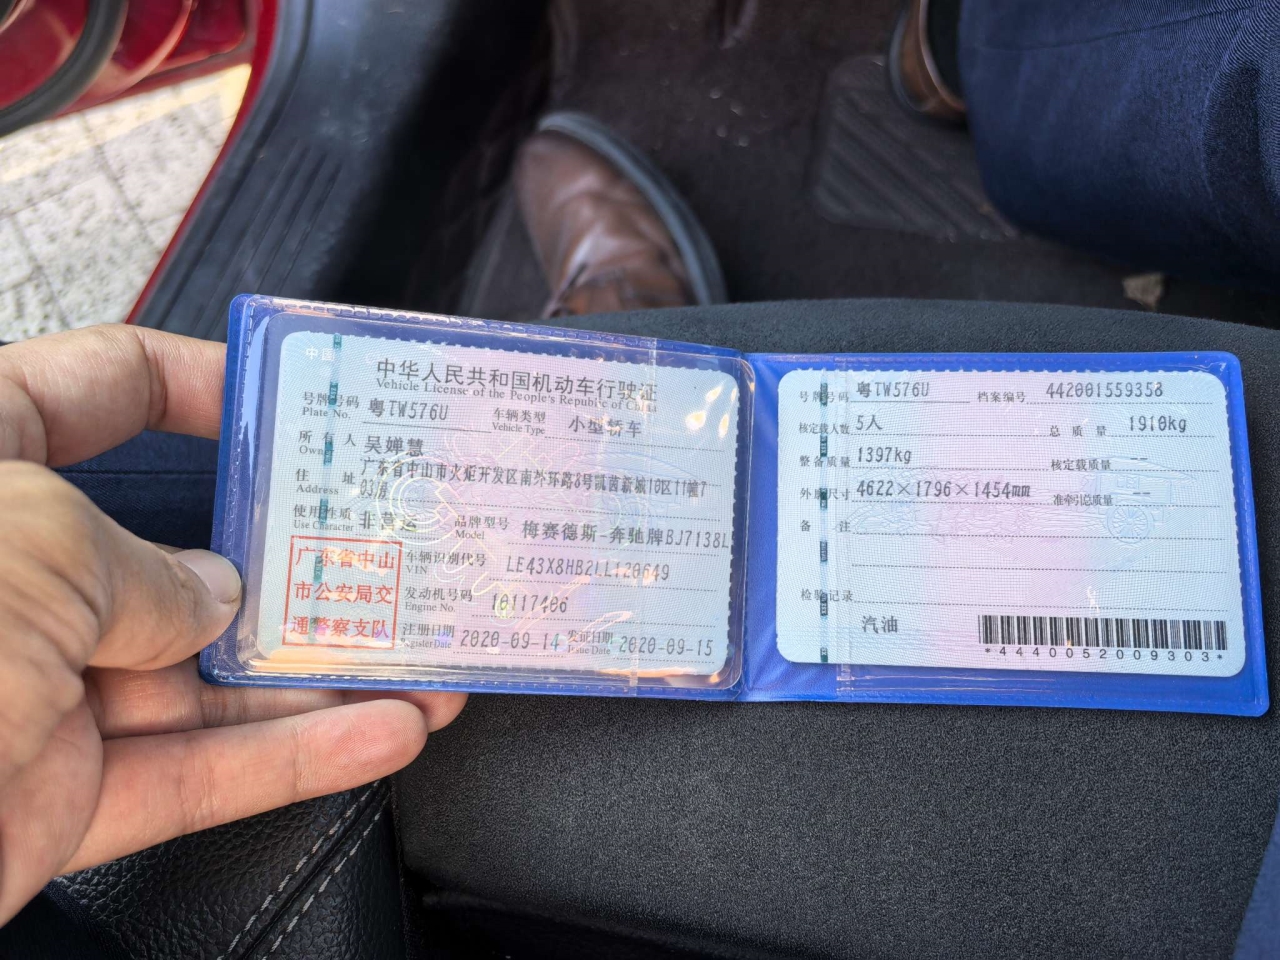 中国
中华人民共和国机动车行驶证
Vehicle License of the People's Republic of China
号牌号码 粤TW576U 车辆类型 小型轿车
Plate No. Vehicle Type
所有人 吴婵慧
Owner
住址 广东省中山市火炬开发区南外环路8号凯茵新城10区11幢7
Address 03房
使用性质 非营运 品牌型号 梅赛德斯-奔驰牌BJ7138L
Use Character Model
广东省中山
市公安局交
通警察支队
车辆识别代号 LE43X8HB2LL120649
VIN
发动机号码 10117406
Engine No.
注册日期 2020-09-14 发证日期 2020-09-15
Register Date Issue Date
号牌号码 粤TW576U 档案编号 442001559358
核定载人数 5人 总质量 1910kg
整备质量 1397kg 核定载质量 --
外廓尺寸 4622×1796×1454mm 准牵引总质量 --
备注
检验记录
汽油
*4440052009303*